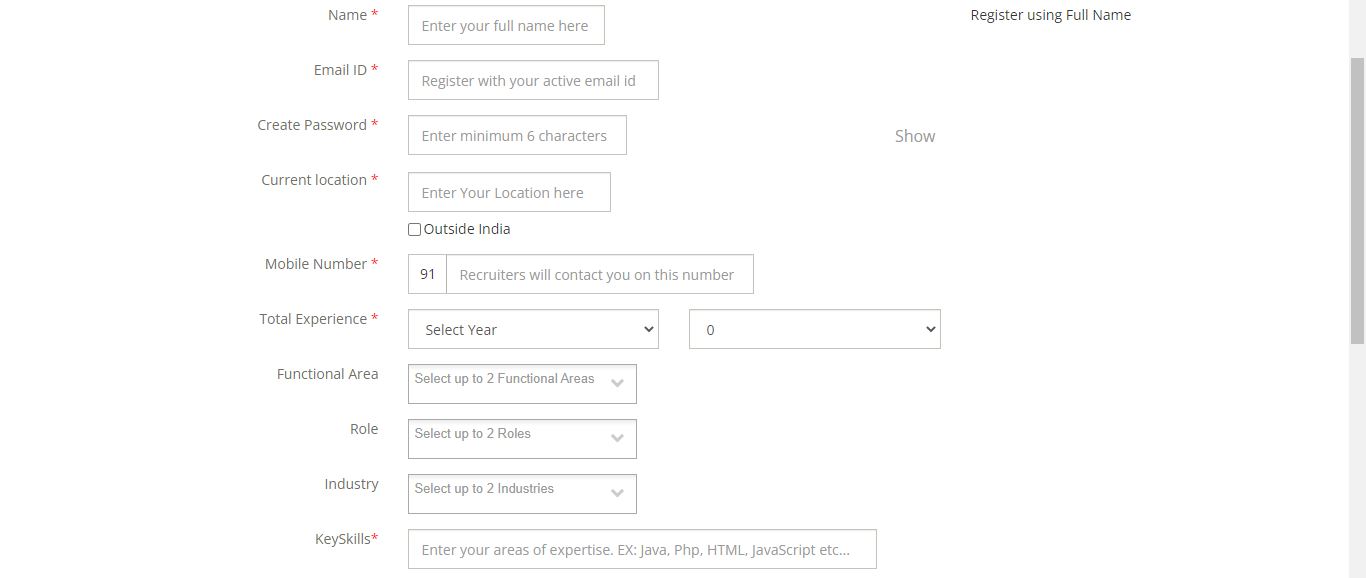 Name * Enter your full name here Register using Full Name
Email ID * Register with your active email id
Create Password * Enter minimum 6 characters Show
Current location * Enter Your Location here
Outside India
Mobile Number * 91 Recruiters will contact you on this number
Total Experience * Select Year 0
Functional Area Select up to 2 Functional Areas
Role Select up to 2 Roles
Industry Select up to 2 Industries
KeySkills* Enter your areas of expertise. EX: Java, Php, HTML, JavaScript etc...